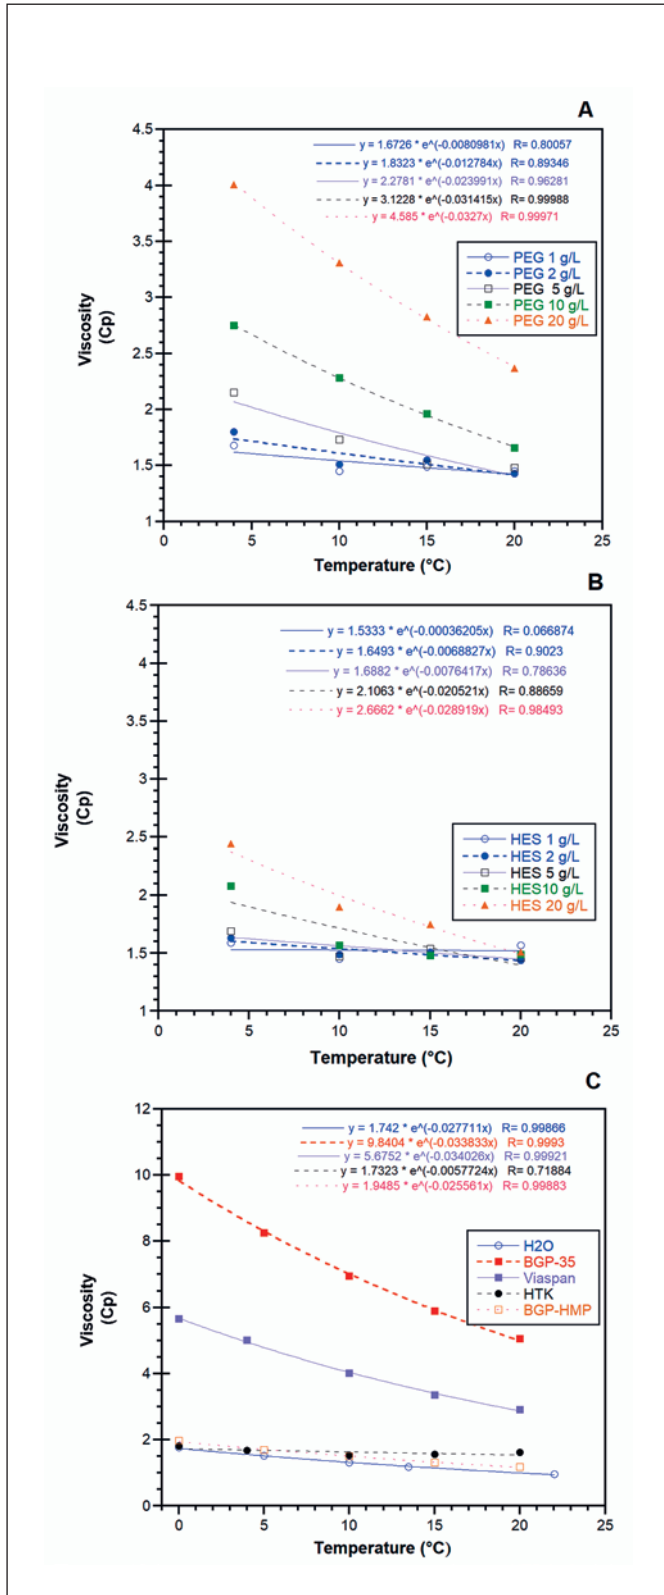 A
4.5
y = 1.6726 * e^(-0.0080981x) R= 0.80057
y = 1.8323 * e^(-0.012784x) R= 0.89346
y = 2.2781 * e^(-0.023991x) R= 0.96281
y = 3.1228 * e^(-0.031415x) R= 0.99988
y = 4.585 * e^(-0.0327x) R= 0.99971
4
3.5
3
2.5
2
1.5
1
Viscosity
(Cp)
PEG 1 g/L
PEG 2 g/L
PEG 5 g/L
PEG 10 g/L
PEG 20 g/L
0 5 10 15 20 25
Temperature (°C)
B
4.5
y = 1.5333 * e^(-0.00036205x) R= 0.066874
y = 1.6493 * e^(-0.0068827x) R= 0.9023
y = 1.6882 * e^(-0.0076417x) R= 0.78636
y = 2.1063 * e^(-0.020521x) R= 0.88659
y = 2.6662 * e^(-0.028919x) R= 0.98493
4
3.5
3
2.5
2
1.5
1
Viscosity
(Cp)
HES 1 g/L
HES 2 g/L
HES 5 g/L
HES10 g/L
HES 20 g/L
0 5 10 15 20 25
Temperature (°C)
C
12
y = 1.742 * e^(-0.027711x) R= 0.99866
y = 9.8404 * e^(-0.033833x) R= 0.9993
y = 5.6752 * e^(-0.034026x) R= 0.99921
y = 1.7323 * e^(-0.0057724x) R= 0.71884
y = 1.9485 * e^(-0.025561x) R= 0.99883
10
8
6
4
2
0
Viscosity
(Cp)
H2O
BGP-35
Viaspan
HTK
BGP-HMP
0 5 10 15 20 25
Temperature (°C)